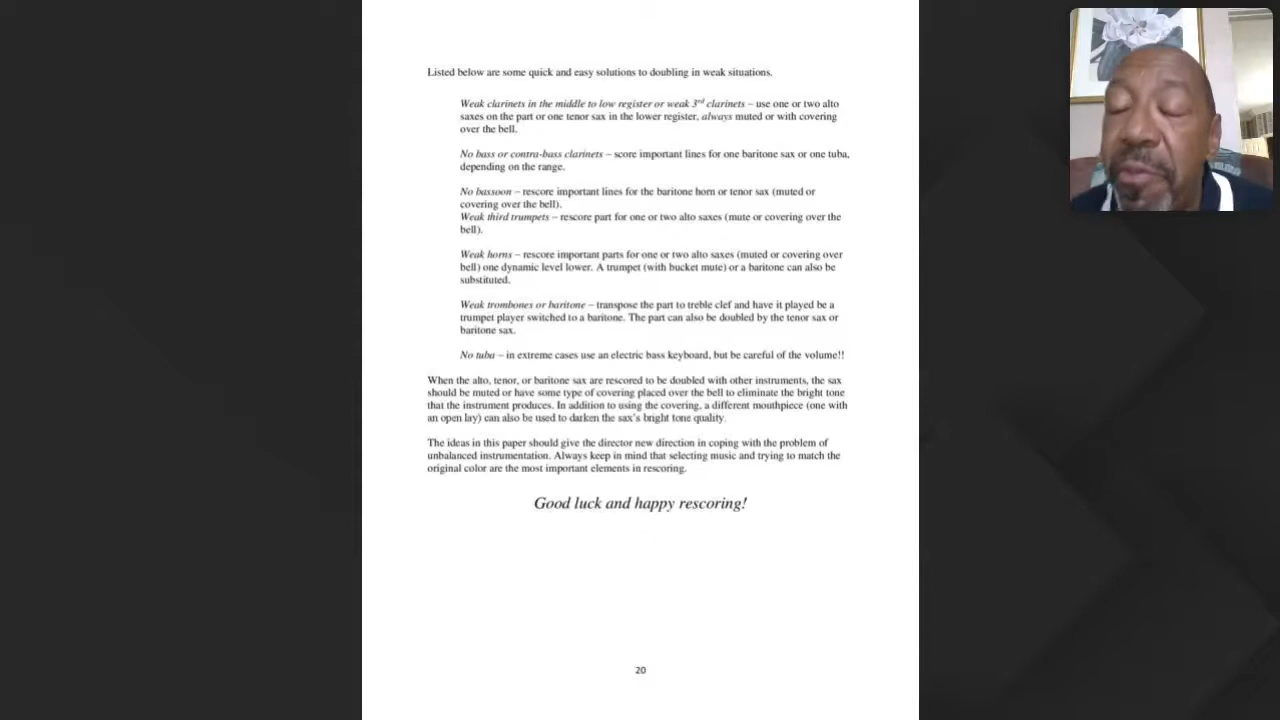 Listed below are some quick and easy solutions to doubling in weak situations.
Weak clarinets in the middle to low register or weak 3rd clarinets – use one or two alto
saxes on the part or one tenor sax in the lower register, always muted or with covering
over the bell.
No bass or contra-bass clarinets – score important lines for one baritone sax or one tuba,
depending on the range.
No bassoon – rescore important lines for the baritone horn or tenor sax (muted or
covering over the bell).
Weak third trumpets – rescore part for one or two alto saxes (mute or covering over the
bell).
Weak horns – rescore important parts for one or two alto saxes (muted or covering over
bell) one dynamic level lower. A trumpet (with bucket mute) or a baritone can also be
substituted.
Weak trombones or baritone – transpose the part to treble clef and have it played be a
trumpet player switched to a baritone. The part can also be doubled by the tenor sax or
baritone sax.
No tuba – in extreme cases use an electric bass keyboard, but be careful of the volume!!
When the alto, tenor, or baritone sax are rescored to be doubled with other instruments, the sax
should be muted or have some type of covering placed over the bell to eliminate the bright tone
that the instrument produces. In addition to using the covering, a different mouthpiece (one with
an open lay) can also be used to darken the sax's bright tone quality.
The ideas in this paper should give the director new direction in coping with the problem of
unbalanced instrumentation. Always keep in mind that selecting music and trying to match the
original color are the most important elements in rescoring.
Good luck and happy rescoring!
20